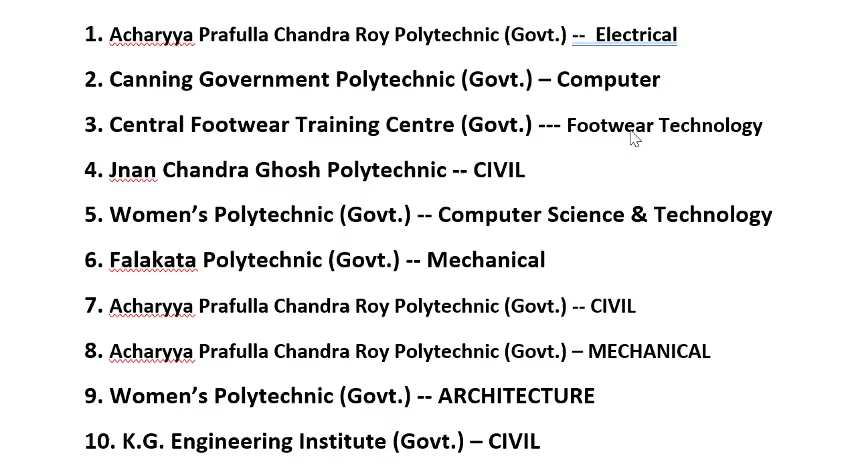 1. Acharyya Prafulla Chandra Roy Polytechnic (Govt.) -- Electrical
2. Canning Government Polytechnic (Govt.) – Computer
3. Central Footwear Training Centre (Govt.) --- Footwear Technology
4. Jnan Chandra Ghosh Polytechnic -- CIVIL
5. Women’s Polytechnic (Govt.) -- Computer Science & Technology
6. Falakata Polytechnic (Govt.) -- Mechanical
7. Acharyya Prafulla Chandra Roy Polytechnic (Govt.) -- CIVIL
8. Acharyya Prafulla Chandra Roy Polytechnic (Govt.) – MECHANICAL
9. Women’s Polytechnic (Govt.) -- ARCHITECTURE
10. K.G. Engineering Institute (Govt.) – CIVIL